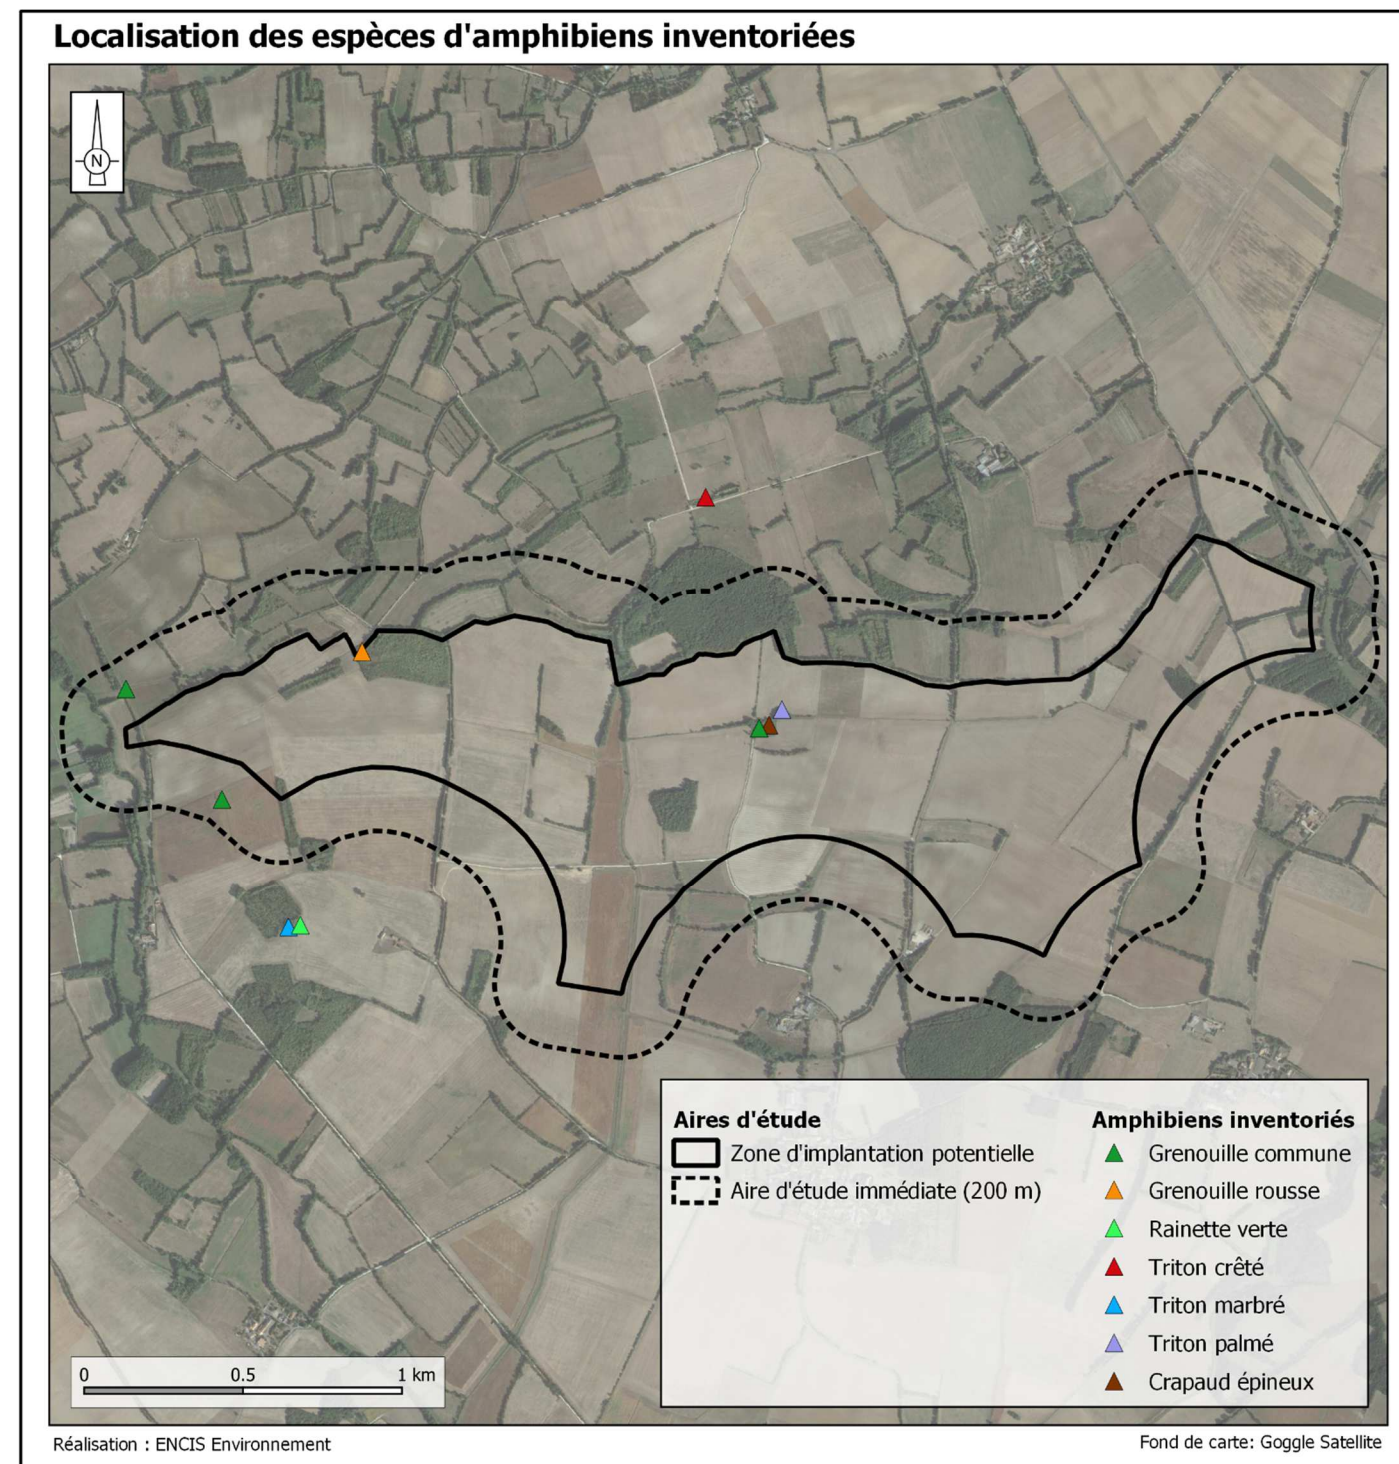 Localisation des espèces d'amphibiens inventoriées
N
Aires d'étude
Zone d'implantation potentielle
Aire d'étude immédiate (200 m)
Amphibiens inventoriés
Grenouille commune
Grenouille rousse
Rainette verte
Triton crêté
Triton marbré
Triton palmé
Crapaud épineux
0 0.5 1 km
Réalisation : ENCIS Environnement
Fond de carte: Goggle Satellite